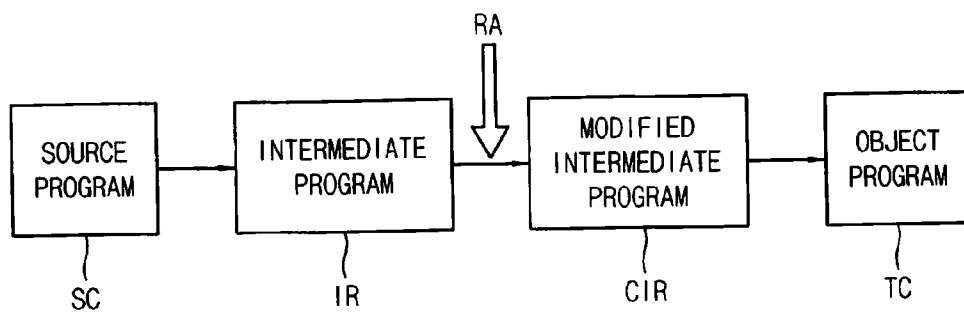 RA
SOURCE
PROGRAM
INTERMEDIATE
PROGRAM
MODIFIED
INTERMEDIATE
PROGRAM
OBJECT
PROGRAM
SC
IR
CIR
TC